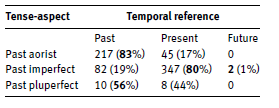 Tense-aspect Temporal reference
Past Present Future
Past aorist 217 (83%) 45 (17%) 0
Past imperfect 82 (19%) 347 (80%) 2 (1%)
Past pluperfect 10 (56%) 8 (44%) 0